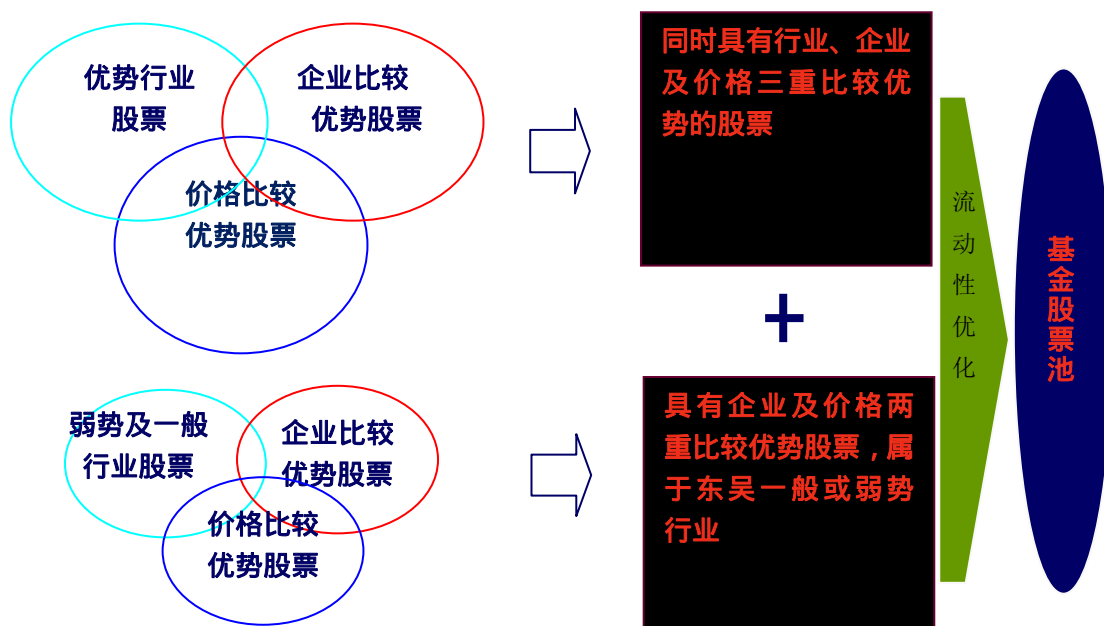 优势行业
股票
企业比较
优势股票
价格比较
优势股票
同时具有行业、企业
及价格三重比较优
势的股票
+
弱势及一般
行业股票
企业比较
优势股票
价格比较
优势股票
具有企业及价格两
重比较优势股票，属
于东吴一般或弱势
行业
流
动
性
优
化
基
金
股
票
池